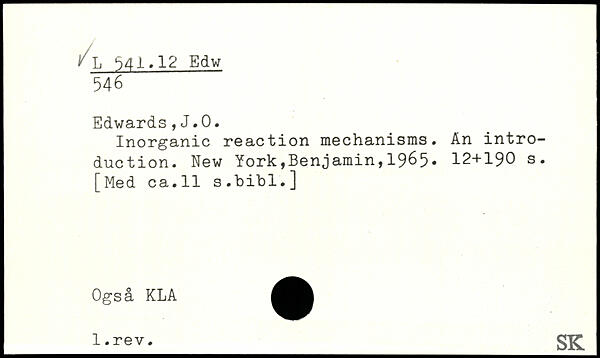 L 541.12 Edw
546
Edwards,J.O.
Inorganic reaction mechanisms. An intro-
duction. New York,Benjamin,1965. 12+190 s.
[Med ca.11 s.bibl.]
Også KLA
1.rev.
SK